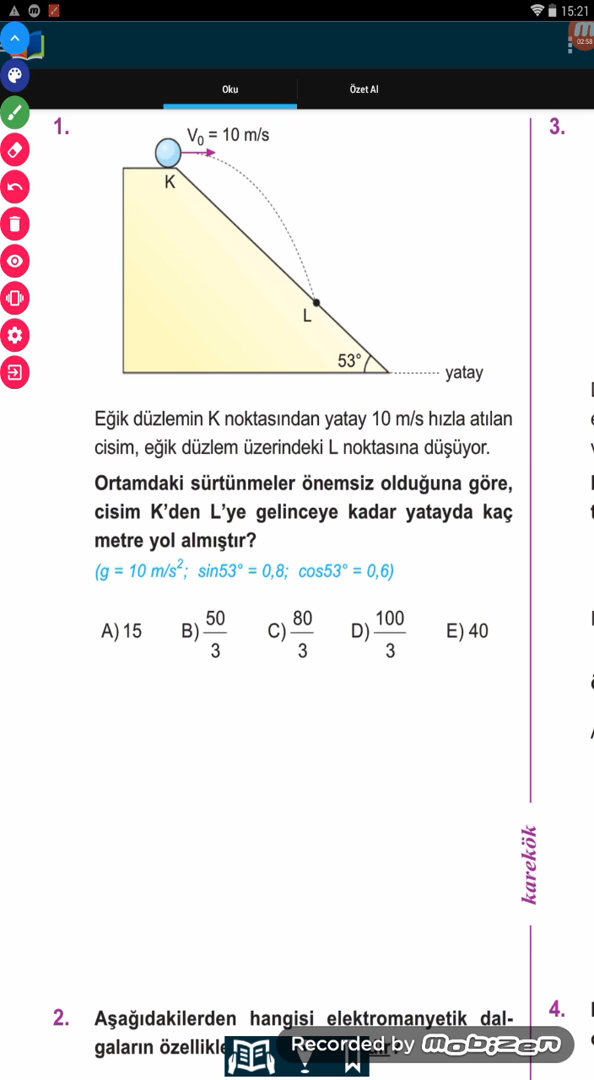 15:21
02:58
Oku
Özet Al
1.
V0 = 10 m/s
K
L
53°
yatay
Eğik düzlemin K noktasından yatay 10 m/s hızla atılan
cisim, eğik düzlem üzerindeki L noktasına düşüyor.
Ortamdaki sürtünmeler önemsiz olduğuna göre,
cisim K'den L'ye gelinceye kadar yatayda kaç
metre yol almıştır?
(g = 10 m/s²; sin53° = 0,8; cos53° = 0,6)
A) 15 B) 50/3 C) 80/3 D) 100/3 E) 40
karekök
2. Aşağıdakilerden hangisi elektromanyetik dal-
gaların
3.
4.
Recorded by mobizen